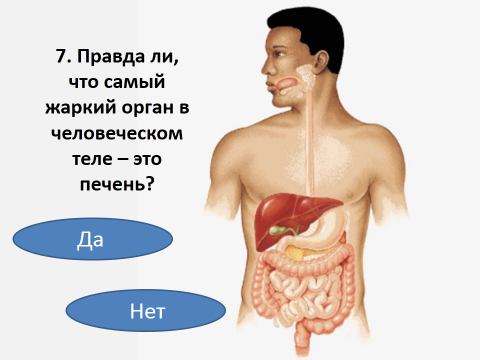 7. Правда ли,
что самый
жаркий орган в
человеческом
теле – это
печень?
Да
Нет